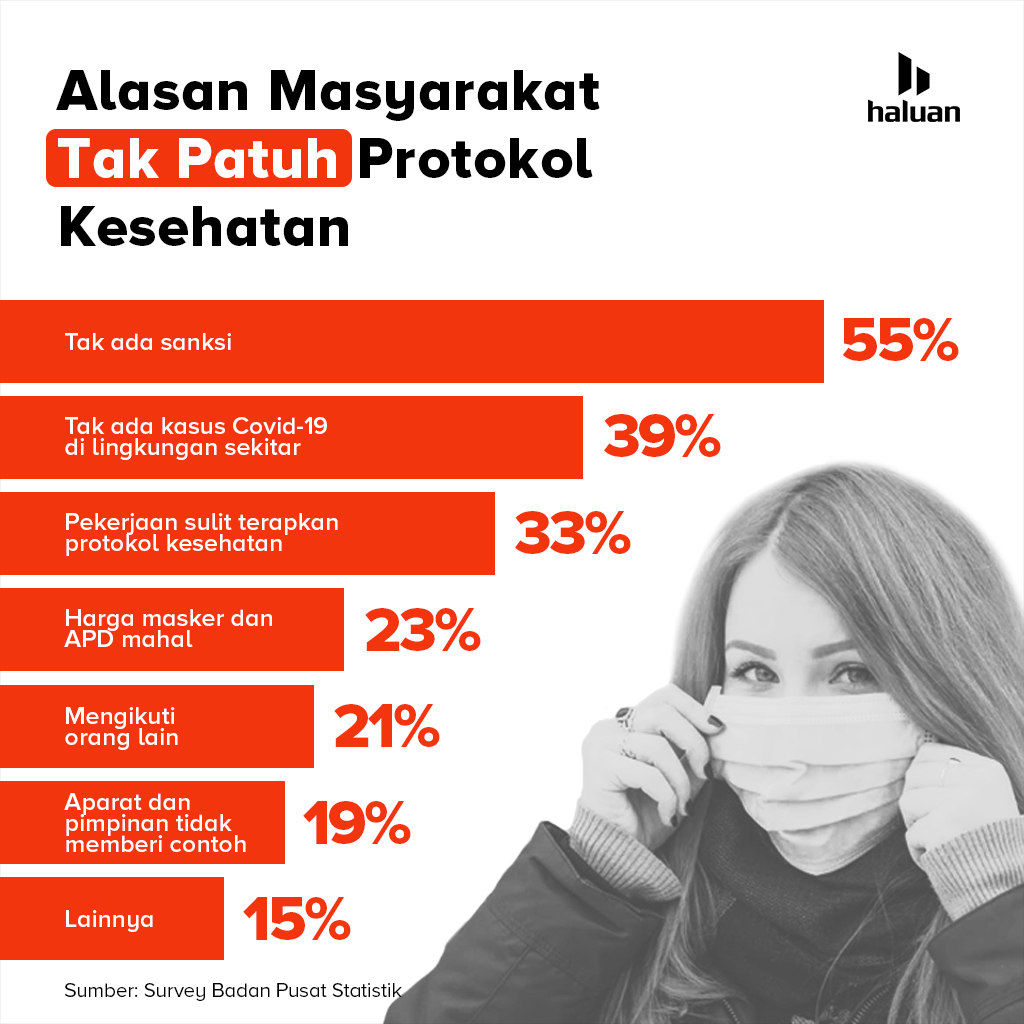 Alasan Masyarakat
Tak Patuh Protokol
Kesehatan
haluan
Tak ada sanksi
55%
Tak ada kasus Covid-19
di lingkungan sekitar
39%
Pekerjaan sulit terapkan
protokol kesehatan
33%
Harga masker dan
APD mahal
23%
Mengikuti
orang lain
21%
Aparat dan
pimpinan tidak
memberi contoh
19%
Lainnya
15%
Sumber: Survey Badan Pusat Statistik